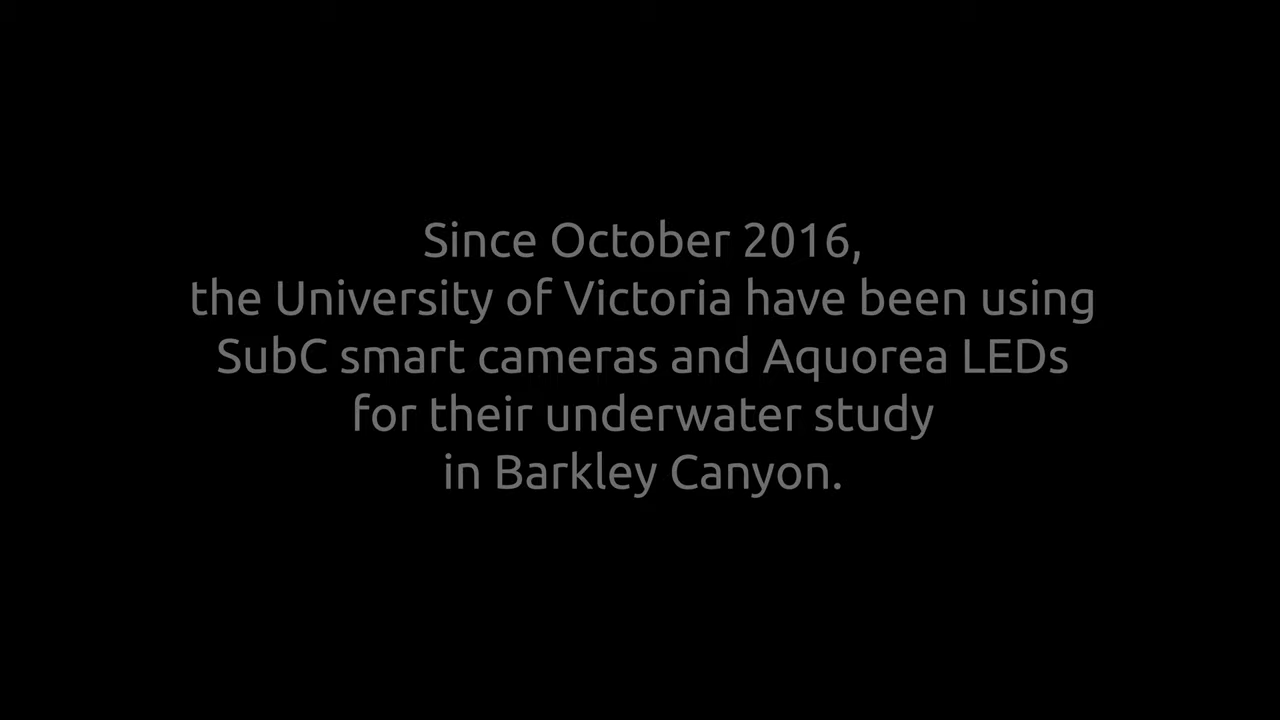 Since October 2016,
the University of Victoria have been using
SubC smart cameras and Aquorea LEDs
for their underwater study
in Barkley Canyon.